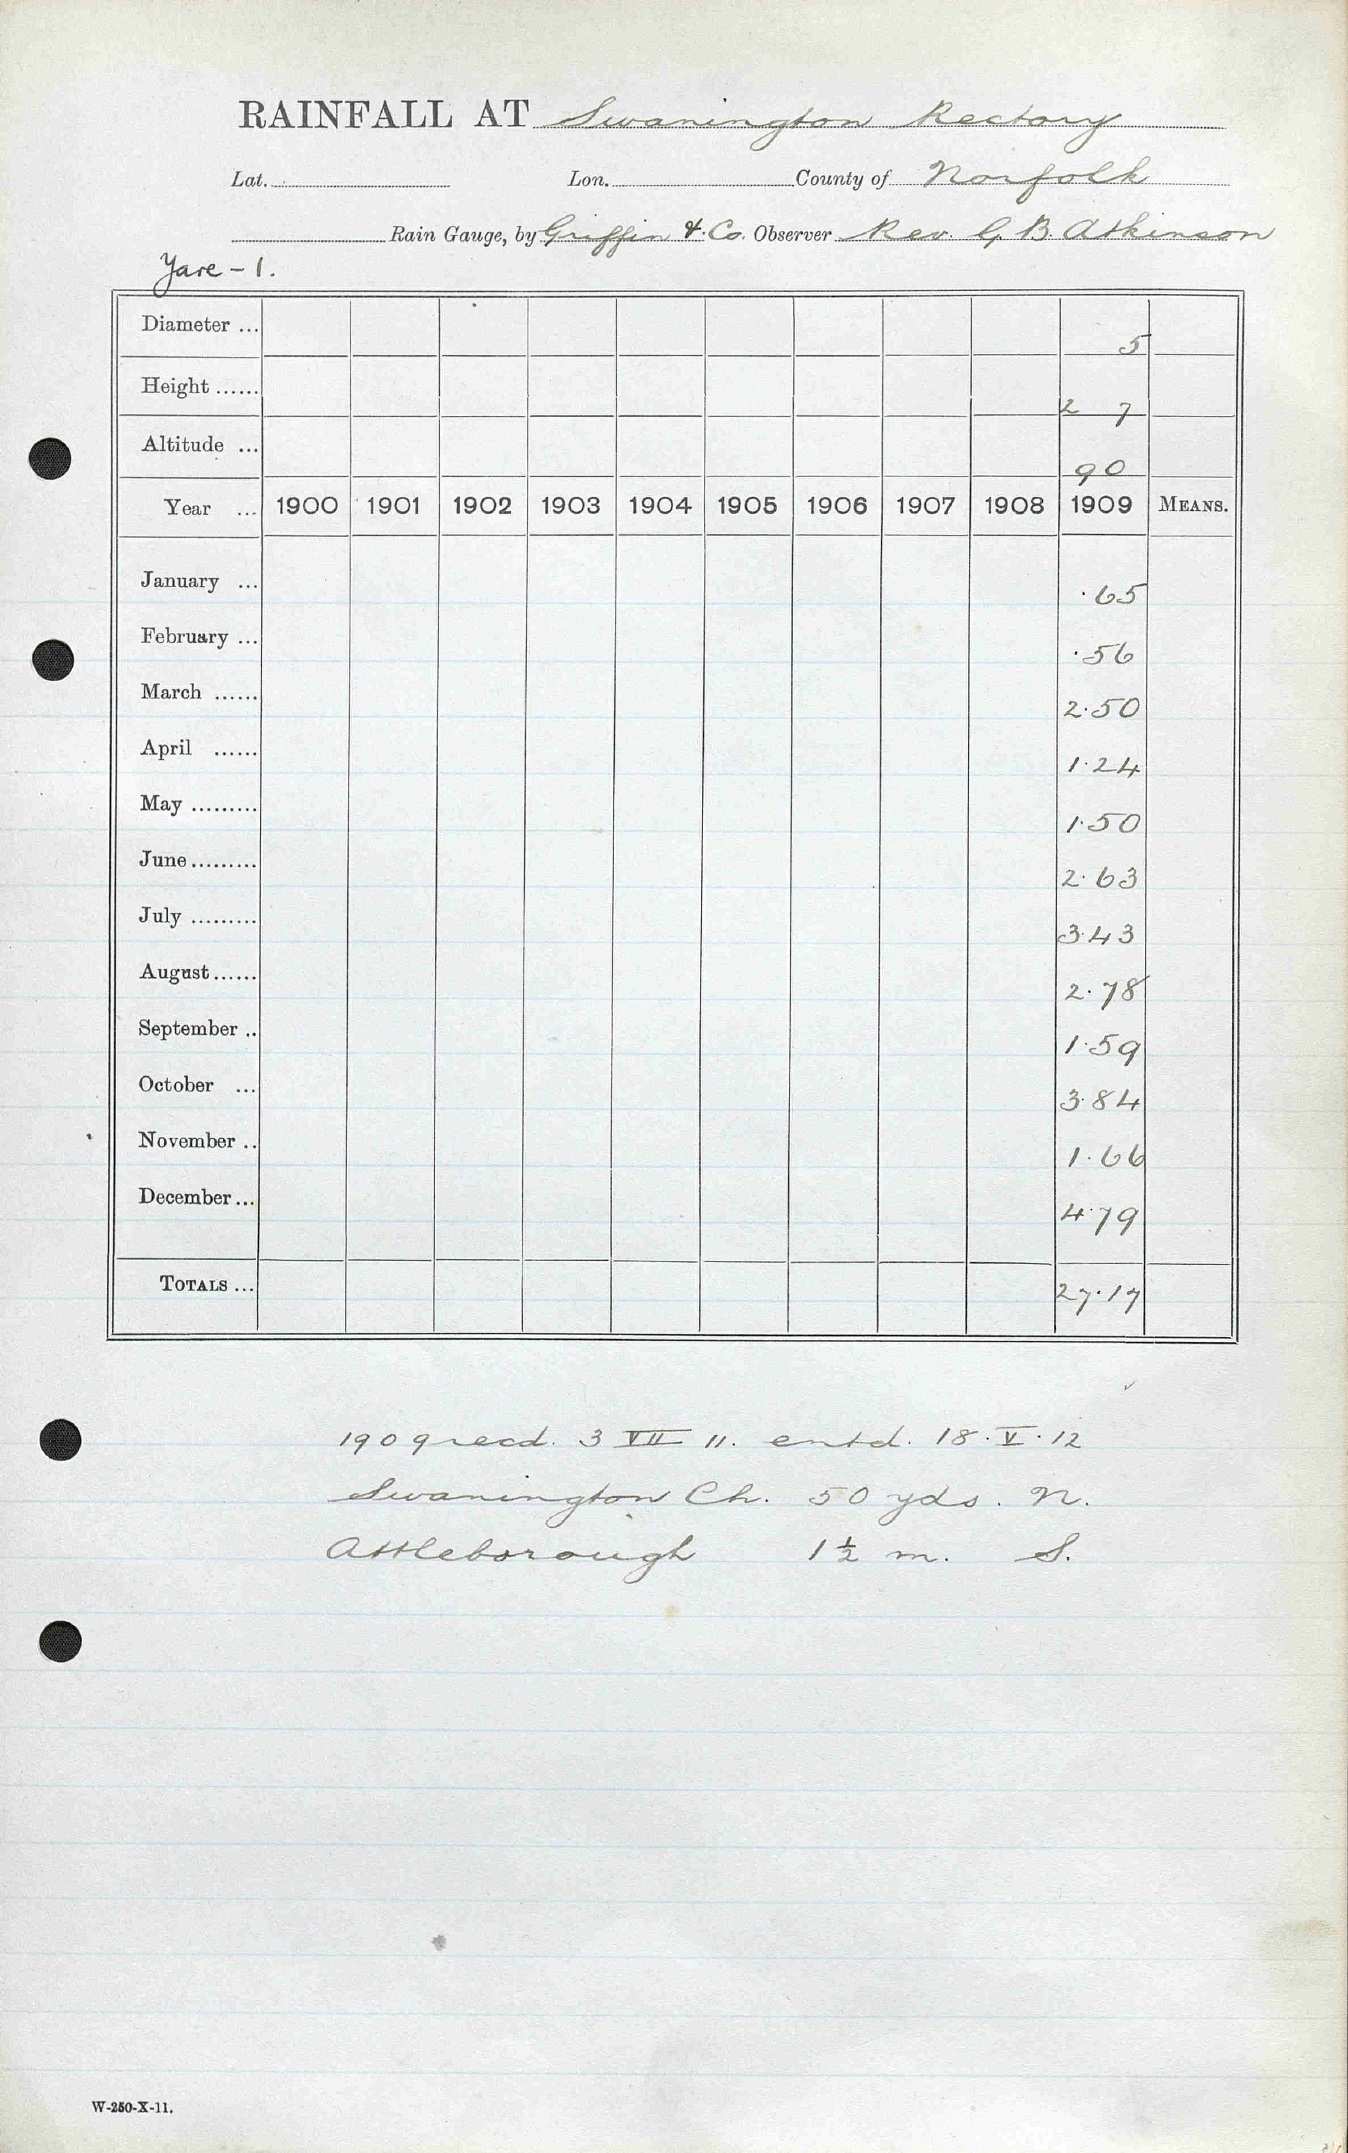 RAINFALL AT Swanington Rectory
Lat. Lon. County of Norfolk
Rain Gauge, by Griffin & Co. Observer Rev. G. B. Atkinson
Yare - 1.
Diameter ... 5
Height ...... 2 7
Altitude ... 90
Year ... 1900 1901 1902 1903 1904 1905 1906 1907 1908 1909 MEANS.
January ... .65
February ... .56
March ...... 2.50
April ...... 1.24
May ......... 1.50
June ......... 2.63
July ......... 3.43
August ...... 2.78
September .. 1.59
October ... 3.84
November .. 1.66
December ... 4.79
TOTALS ... 27.17
1909 recd. 3 VII 11. entd. 18.V.12
Swanington Ch. 50 yds. N.
Attleborough 1½ m. S.
W-250-X-11.